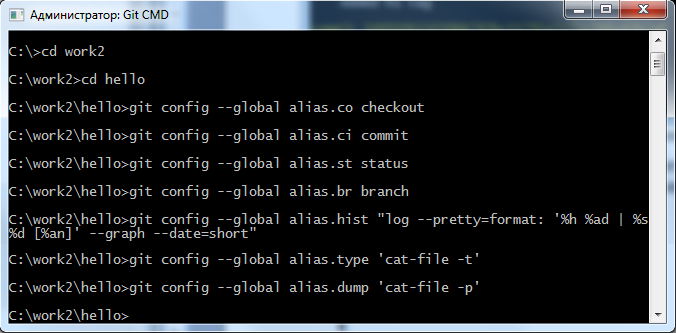 Администратор: Git CMD
C:\>cd work2
C:\work2>cd hello
C:\work2\hello>git config --global alias.co checkout
C:\work2\hello>git config --global alias.ci commit
C:\work2\hello>git config --global alias.st status
C:\work2\hello>git config --global alias.br branch
C:\work2\hello>git config --global alias.hist "log --pretty=format: '%h %ad | %s
%d [%an]' --graph --date=short"
C:\work2\hello>git config --global alias.type 'cat-file -t'
C:\work2\hello>git config --global alias.dump 'cat-file -p'
C:\work2\hello>